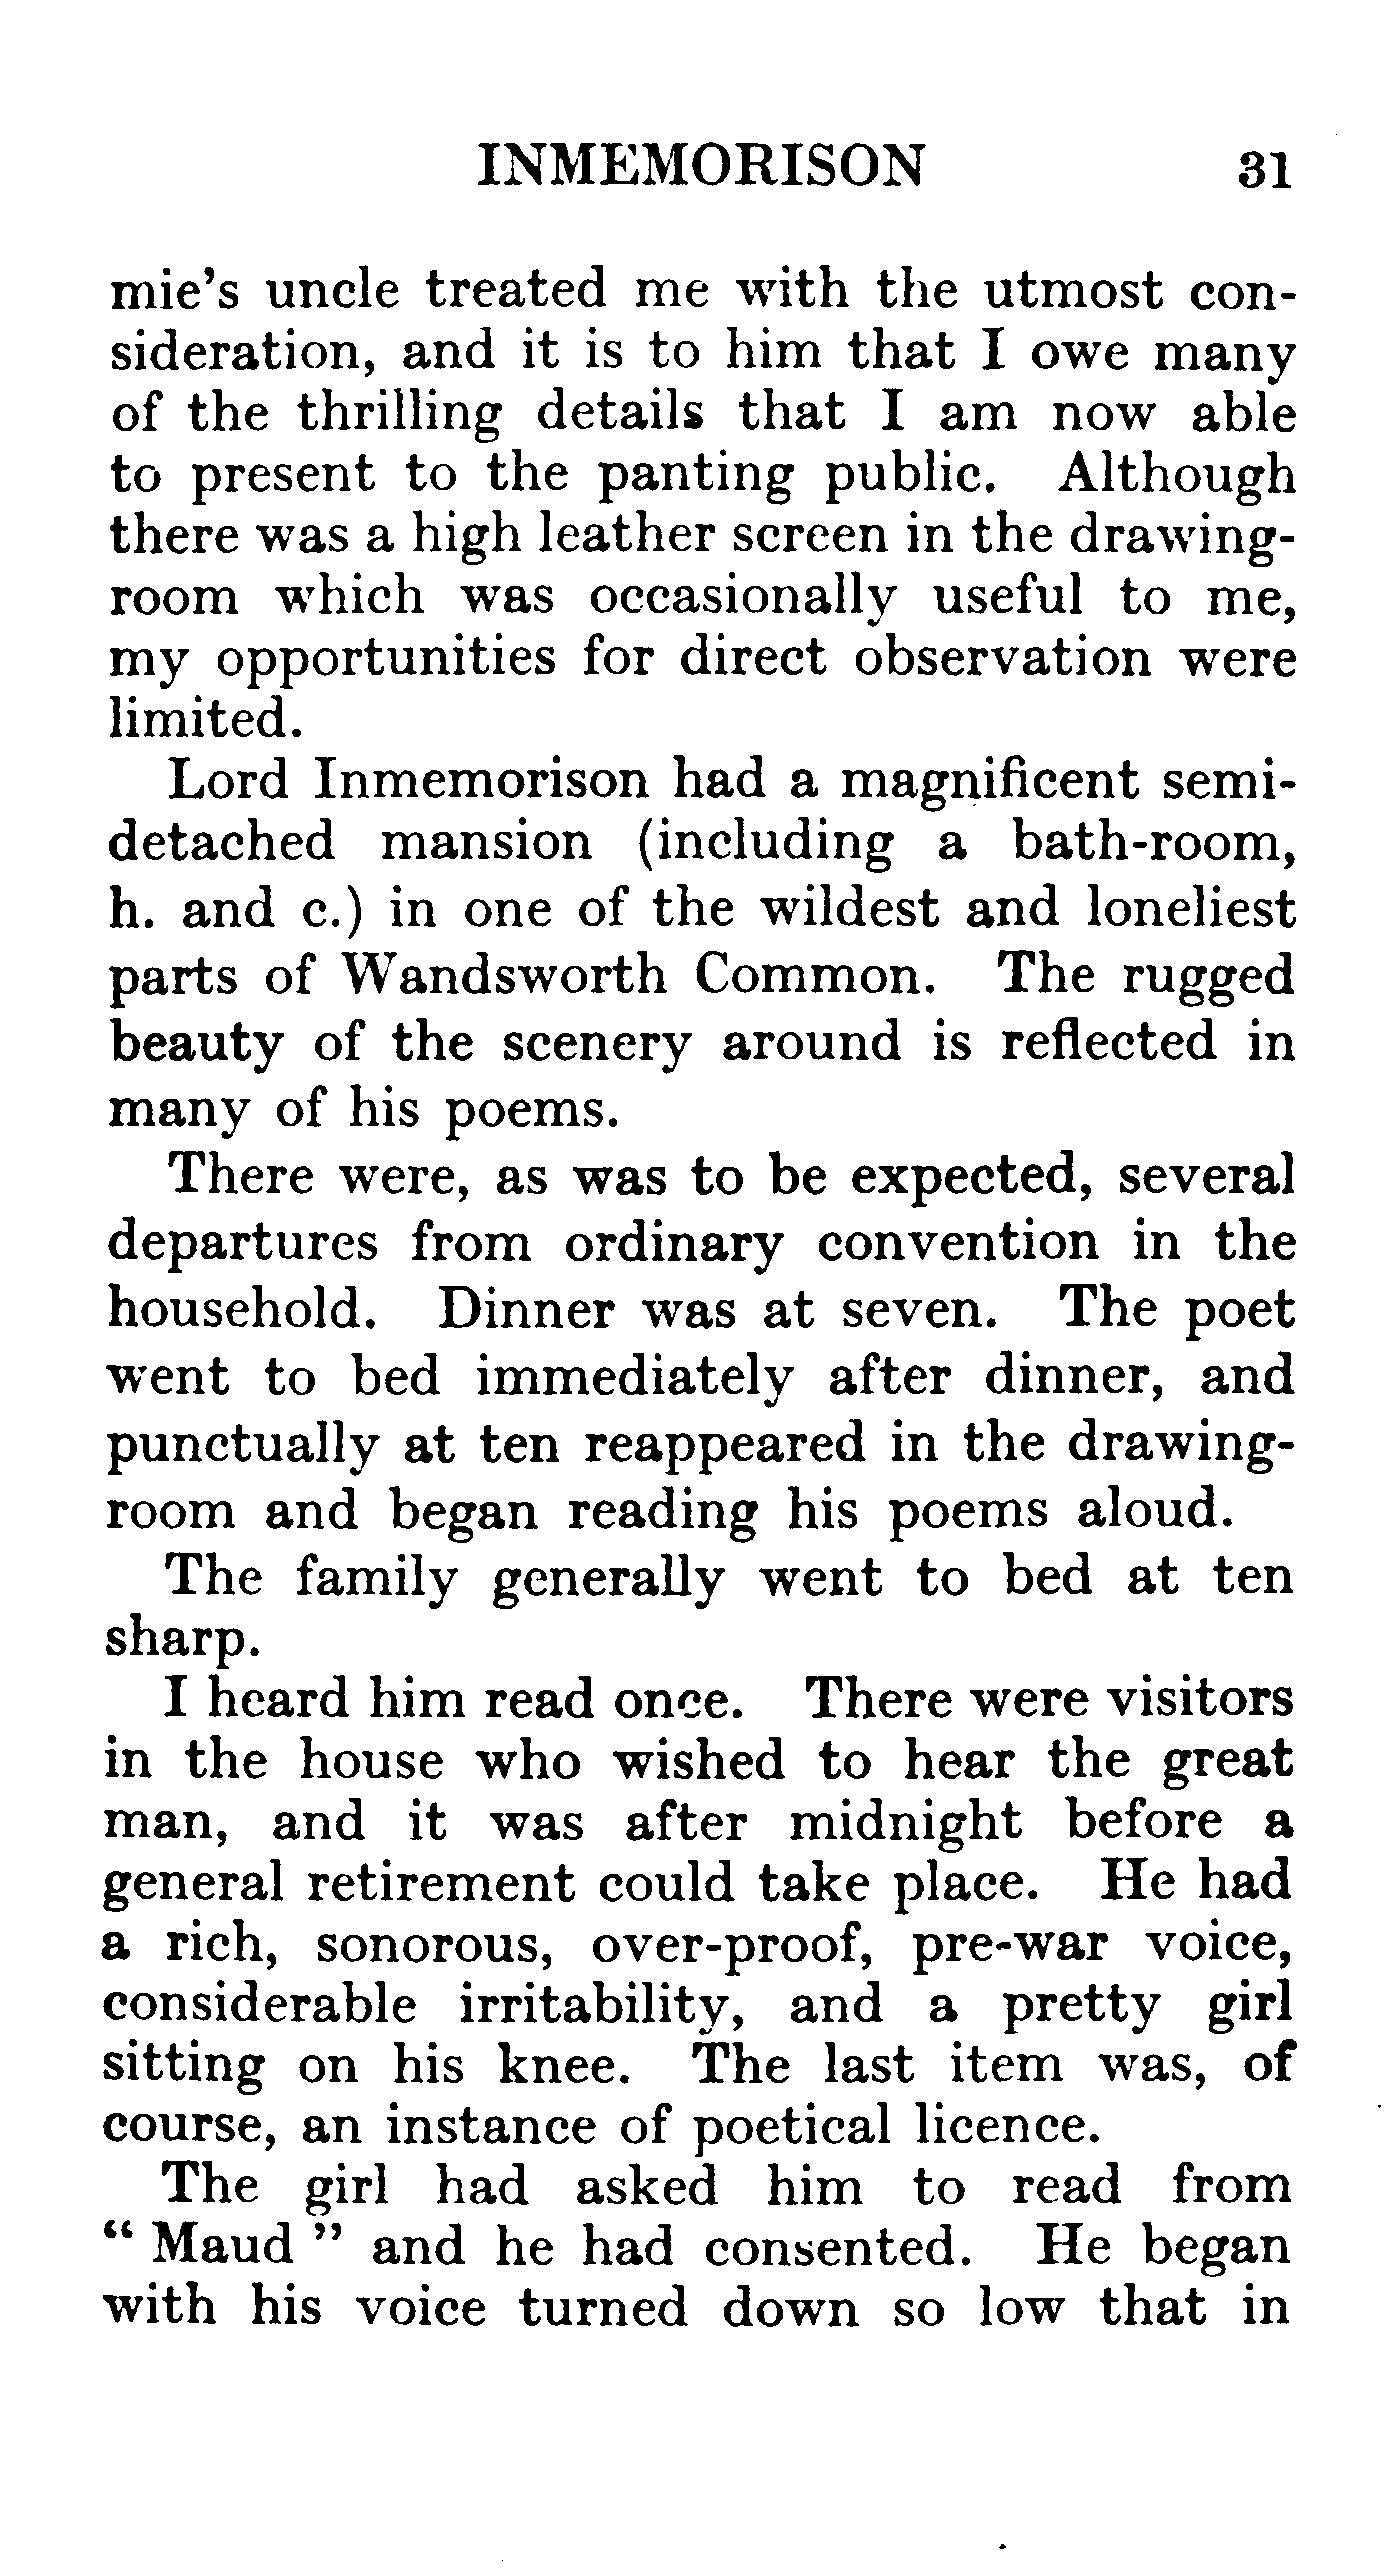 INMEMORISON 31
mie's uncle treated me with the utmost con-
sideration, and it is to him that I owe many
of the thrilling details that I am now able
to present to the panting public. Although
there was a high leather screen in the drawing-
room which was occasionally useful to me,
my opportunities for direct observation were
limited.
Lord Inmemorison had a magnificent semi-
detached mansion (including a bath-room,
h. and c.) in one of the wildest and loneliest
parts of Wandsworth Common. The rugged
beauty of the scenery around is reflected in
many of his poems.
There were, as was to be expected, several
departures from ordinary convention in the
household. Dinner was at seven. The poet
went to bed immediately after dinner, and
punctually at ten reappeared in the drawing-
room and began reading his poems aloud.
The family generally went to bed at ten
sharp.
I heard him read once. There were visitors
in the house who wished to hear the great
man, and it was after midnight before a
general retirement could take place. He had
a rich, sonorous, over-proof, pre-war voice,
considerable irritability, and a pretty girl
sitting on his knee. The last item was, of
course, an instance of poetical licence.
The girl had asked him to read from
“ Maud ” and he had consented. He began
with his voice turned down so low that in